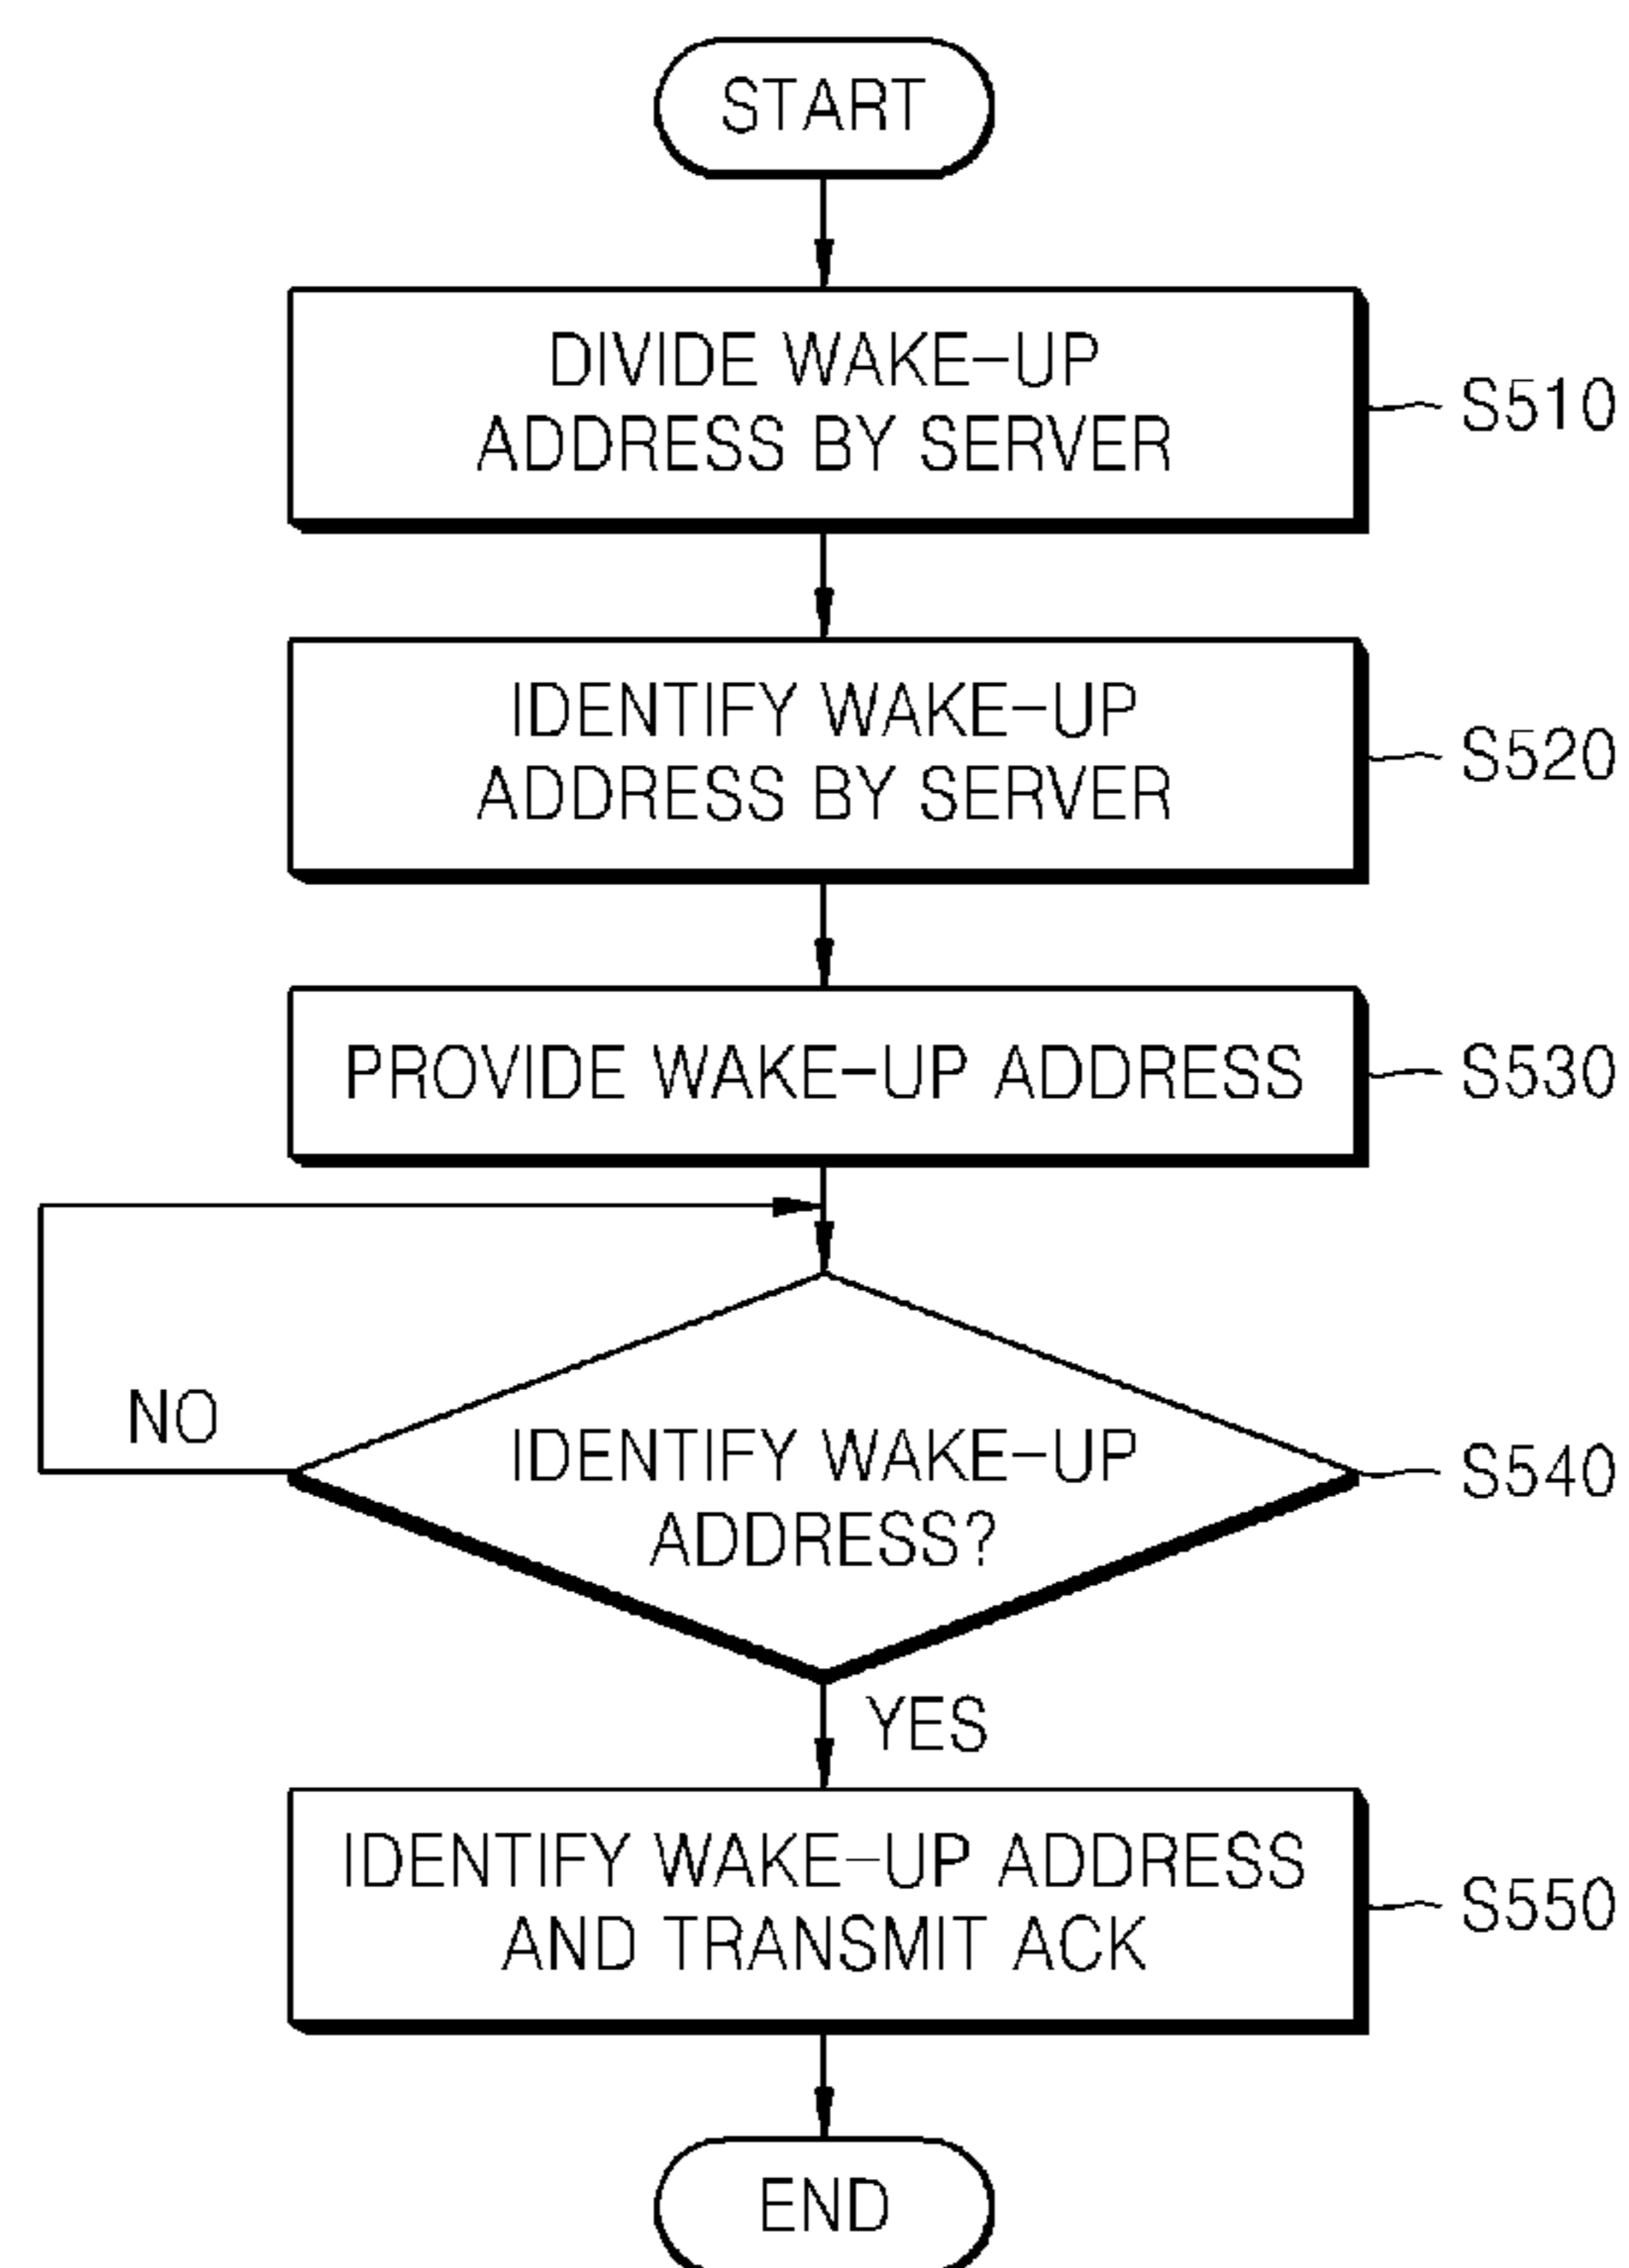 START
DIVIDE WAKE-UP
ADDRESS BY SERVER
S510
IDENTIFY WAKE-UP
ADDRESS BY SERVER
S520
PROVIDE WAKE-UP ADDRESS
S530
NO
IDENTIFY WAKE-UP
ADDRESS?
S540
YES
IDENTIFY WAKE-UP ADDRESS
AND TRANSMIT ACK
S550
END